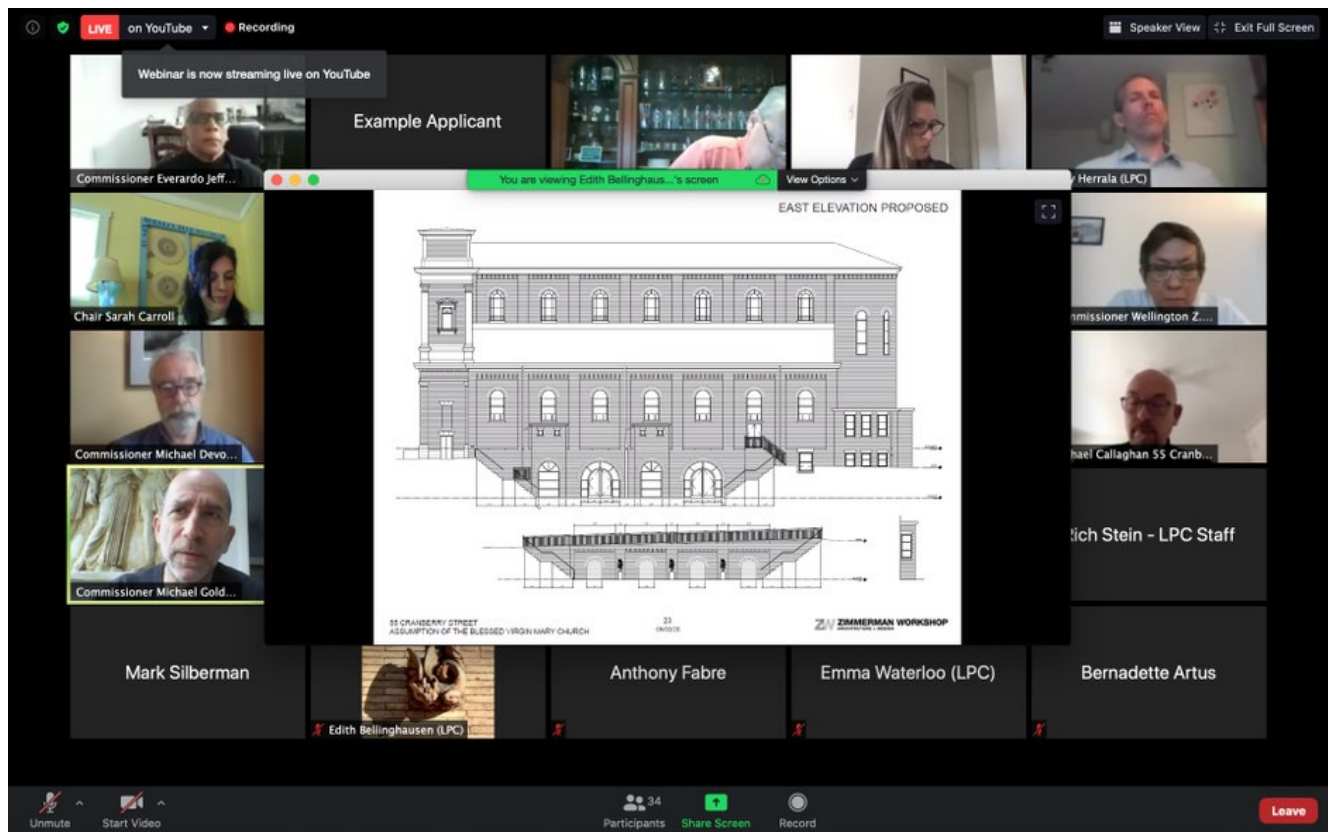 LIVE on YouTube
Recording
Speaker View
Exit Full Screen
Webinar is now streaming live on YouTube
Example Applicant
Commissioner Everardo Jeff...
You are viewing Edith Bellinghaus...'s screen
View Options
y Herrala (LPC)
EAST ELEVATION PROPOSED
Chair Sarah Carroll
mmissioner Wellington Z....
Commissioner Michael Devo...
hael Callaghan 55 Cranb...
Commissioner Michael Gold...
Rich Stein - LPC Staff
55 CRANBERRY STREET
ASSUMPTION OF THE BLESSED VIRGIN MARY CHURCH
23
ZW ZIMMERMAN WORKSHOP
ARCHITECTURE + DESIGN
Mark Silberman
Edith Bellinghausen (LPC)
Anthony Fabre
Emma Waterloo (LPC)
Bernadette Artus
Unmute
Start Video
34
Participants
Share Screen
Record
Leave